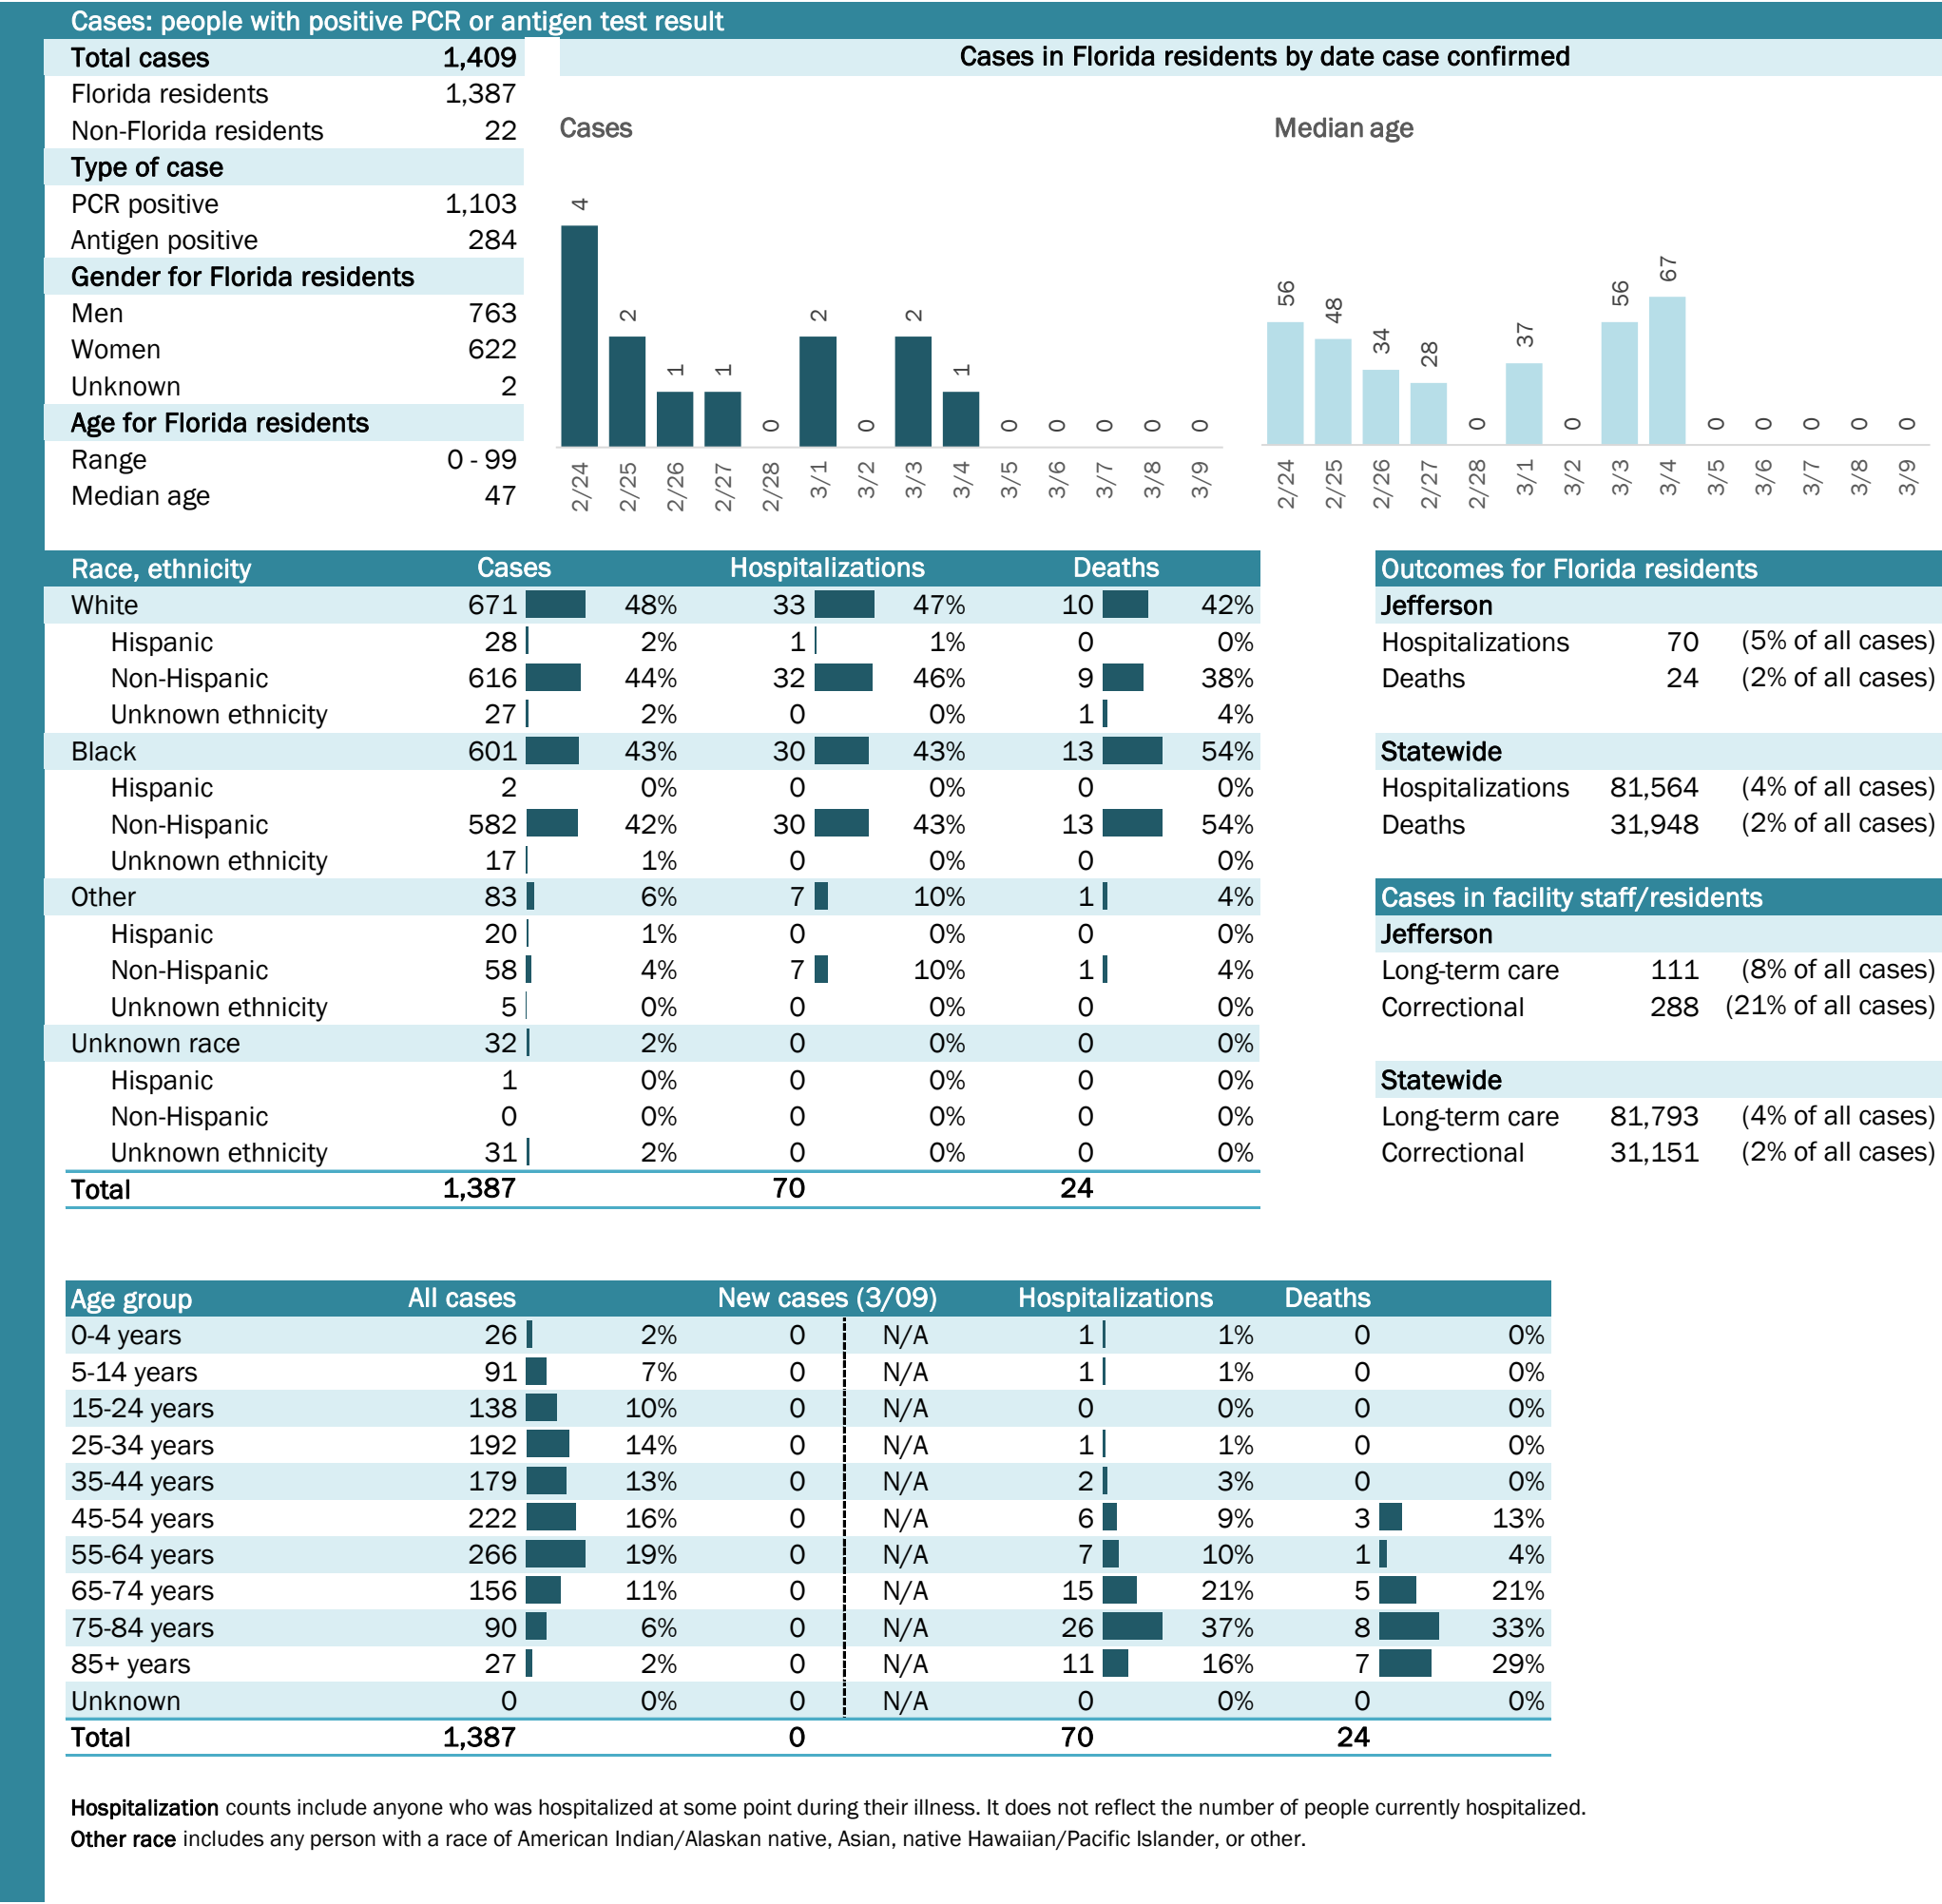 Cases: people with positive PCR or antigen test result
Total cases 1,409
Florida residents 1,387
Non-Florida residents 22
Type of case
PCR positive 1,103
Antigen positive 284
Gender for Florida residents
Men 763
Women 622
Unknown 2
Age for Florida residents
Range 0 - 99
Median age 47
Cases in Florida residents by date case confirmed
Cases
4 2 1 1 0 2 0 2 1 0 0 0 0 0
2/24 2/25 2/26 2/27 2/28 3/1 3/2 3/3 3/4 3/5 3/6 3/7 3/8 3/9
Median age
56 48 34 28 0 37 0 56 67 0 0 0 0 0
2/24 2/25 2/26 2/27 2/28 3/1 3/2 3/3 3/4 3/5 3/6 3/7 3/8 3/9
Race, ethnicity Cases Hospitalizations Deaths
White 671 48% 33 47% 10 42%
Hispanic 28 2% 1 1% 0 0%
Non-Hispanic 616 44% 32 46% 9 38%
Unknown ethnicity 27 2% 0 0% 1 4%
Black 601 43% 30 43% 13 54%
Hispanic 2 0% 0 0% 0 0%
Non-Hispanic 582 42% 30 43% 13 54%
Unknown ethnicity 17 1% 0 0% 0 0%
Other 83 6% 7 10% 1 4%
Hispanic 20 1% 0 0% 0 0%
Non-Hispanic 58 4% 7 10% 1 4%
Unknown ethnicity 5 0% 0 0% 0 0%
Unknown race 32 2% 0 0% 0 0%
Hispanic 1 0% 0 0% 0 0%
Non-Hispanic 0 0% 0 0% 0 0%
Unknown ethnicity 31 2% 0 0% 0 0%
Total 1,387 70 24
Outcomes for Florida residents
Jefferson
Hospitalizations 70 (5% of all cases)
Deaths 24 (2% of all cases)
Statewide
Hospitalizations 81,564 (4% of all cases)
Deaths 31,948 (2% of all cases)
Cases in facility staff/residents
Jefferson
Long-term care 111 (8% of all cases)
Correctional 288 (21% of all cases)
Statewide
Long-term care 81,793 (4% of all cases)
Correctional 31,151 (2% of all cases)
Age group All cases New cases (3/09) Hospitalizations Deaths
0-4 years 26 2% 0 N/A 1 1% 0 0%
5-14 years 91 7% 0 N/A 1 1% 0 0%
15-24 years 138 10% 0 N/A 0 0% 0 0%
25-34 years 192 14% 0 N/A 1 1% 0 0%
35-44 years 179 13% 0 N/A 2 3% 0 0%
45-54 years 222 16% 0 N/A 6 9% 3 13%
55-64 years 266 19% 0 N/A 7 10% 1 4%
65-74 years 156 11% 0 N/A 15 21% 5 21%
75-84 years 90 6% 0 N/A 26 37% 8 33%
85+ years 27 2% 0 N/A 11 16% 7 29%
Unknown 0 0% 0 N/A 0 0% 0 0%
Total 1,387 0 70 24
Hospitalization counts include anyone who was hospitalized at some point during their illness. It does not reflect the number of people currently hospitalized.
Other race includes any person with a race of American Indian/Alaskan native, Asian, native Hawaiian/Pacific Islander, or other.